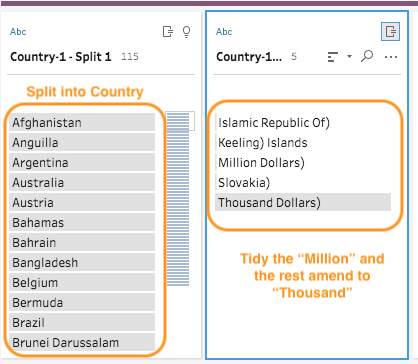 Abc
Country-1 - Split 1 115
Split into Country
Afghanistan
Anguilla
Argentina
Australia
Austria
Bahamas
Bahrain
Bangladesh
Belgium
Bermuda
Brazil
Brunei Darussalam
Abc
Country-1... 5
Islamic Republic Of)
Keeling) Islands
Million Dollars)
Slovakia)
Thousand Dollars)
Tidy the “Million” and
the rest amend to
“Thousand”